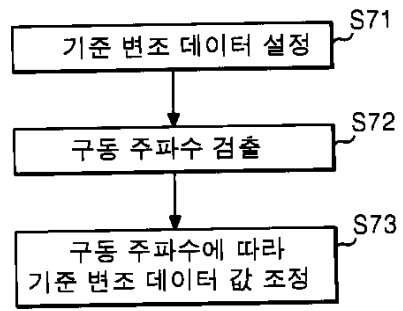 S71
기준 변조 데이터 설정
S72
구동 주파수 검출
S73
구동 주파수에 따라
기준 변조 데이터 값 조정